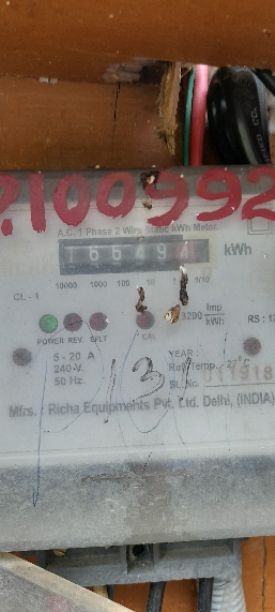 P.100992
A.C. 1 Phase 2 Wire Static kWh Meter
16649 kWh
10000 1000 100 10 1 1/10
CL - 1
3200 Imp/kWh
POWER REV. E/LT CAL
5 - 20 A
240 - V.
50 Hz.
YEAR:
Ref. Temp.
SL. No.
Mfrs. : Richa Equipments Pvt. Ltd. Delhi, (INDIA)